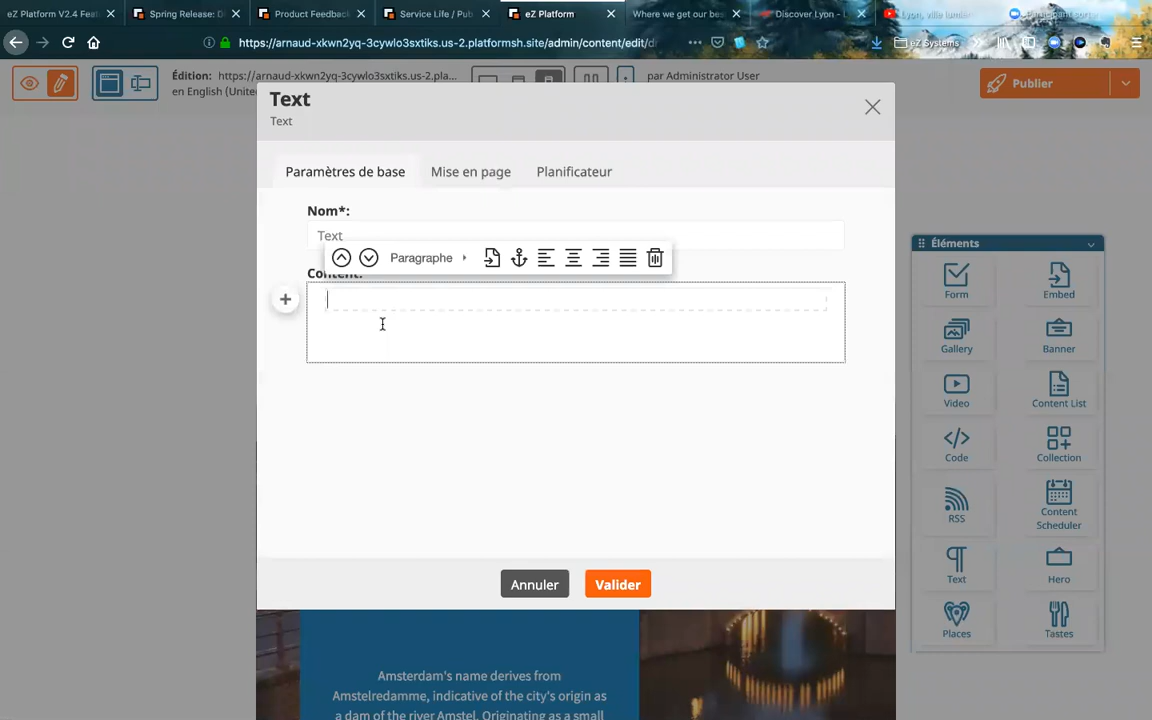 eZ Platform V2.4 Feat
Spring Release: D
Product Feedback
Service Life / Pub
eZ Platform
Where we get our be
Discover Lyon -
Lyon, ville lumièr
Participant sorta
https://arnaud-xkwn2yq-3cywlo3sxtiks.us-2.platformsh.site/admin/content/edit/d
eZ Systems
Édition: https://arnaud-xkwn2yq-3cywlo3sxtiks.us-2.pla...
en English (Unite
par Administrator User
Publier
Text
Text
Paramètres de base
Mise en page
Planificateur
Nom*:
Text
Paragraphe
Content:
Annuler
Valider
Éléments
Form
Embed
Gallery
Banner
Video
Content List
Code
Collection
RSS
Content
Scheduler
Text
Hero
Places
Tastes
Amsterdam's name derives from
Amstelredamme, indicative of the city's origin as
a dam of the river Amstel. Originating as a small